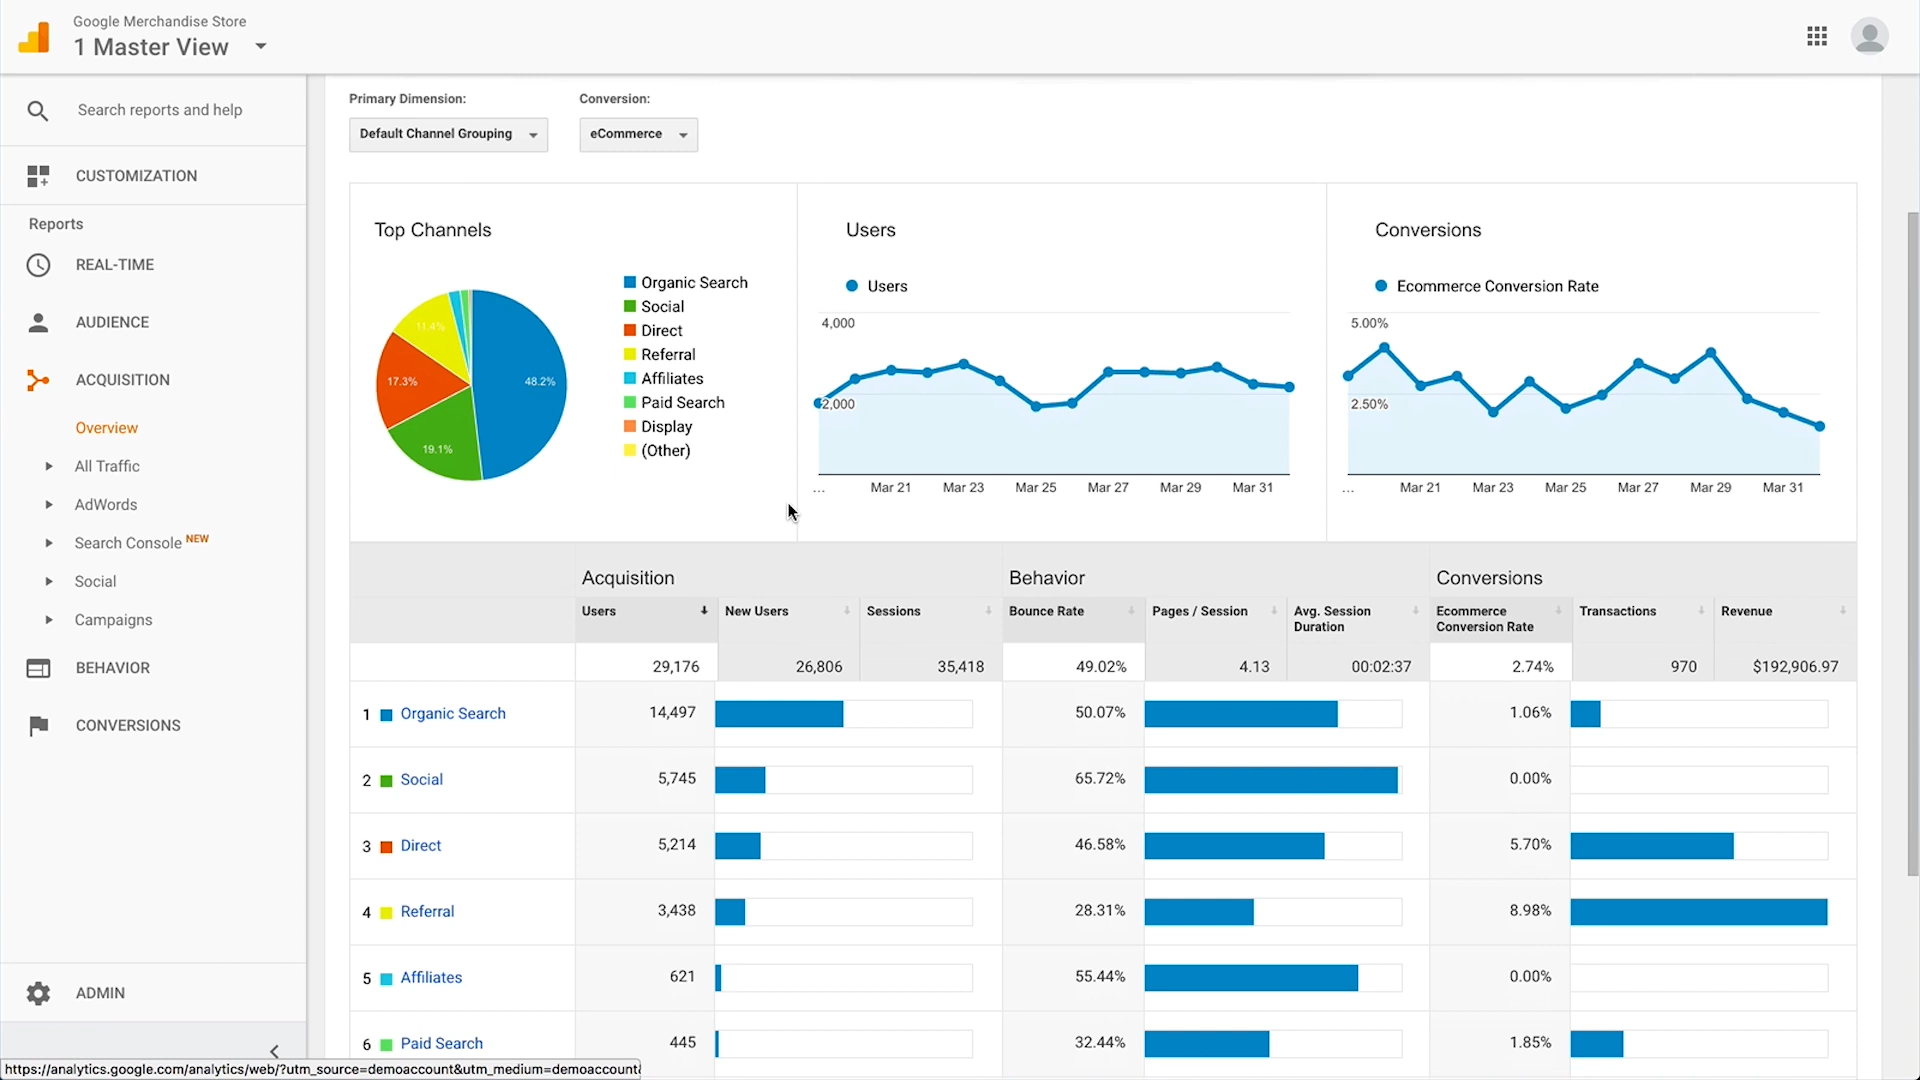 Google Merchandise Store
1 Master View
Search reports and help
CUSTOMIZATION
Reports
REAL-TIME
AUDIENCE
ACQUISITION
Overview
All Traffic
AdWords
Search Console NEW
Social
Campaigns
BEHAVIOR
CONVERSIONS
ADMIN
https://analytics.google.com/analytics/web/?utm_source=demoaccount&utm_medium=demoaccount&
Primary Dimension:
Default Channel Grouping
Conversion:
eCommerce
Top Channels
48.2%
19.1%
17.3%
11.4%
Organic Search
Social
Direct
Referral
Affiliates
Paid Search
Display
(Other)
Users
Users
4,000
2,000
... Mar 21 Mar 23 Mar 25 Mar 27 Mar 29 Mar 31
Conversions
Ecommerce Conversion Rate
5.00%
2.50%
... Mar 21 Mar 23 Mar 25 Mar 27 Mar 29 Mar 31
Acquisition Behavior Conversions
Users New Users Sessions Bounce Rate Pages / Session Avg. Session Duration Ecommerce Conversion Rate Transactions Revenue
29,176 26,806 35,418 49.02% 4.13 00:02:37 2.74% 970 $192,906.97
1 Organic Search 14,497 50.07% 1.06%
2 Social 5,745 65.72% 0.00%
3 Direct 5,214 46.58% 5.70%
4 Referral 3,438 28.31% 8.98%
5 Affiliates 621 55.44% 0.00%
6 Paid Search 445 32.44% 1.85%